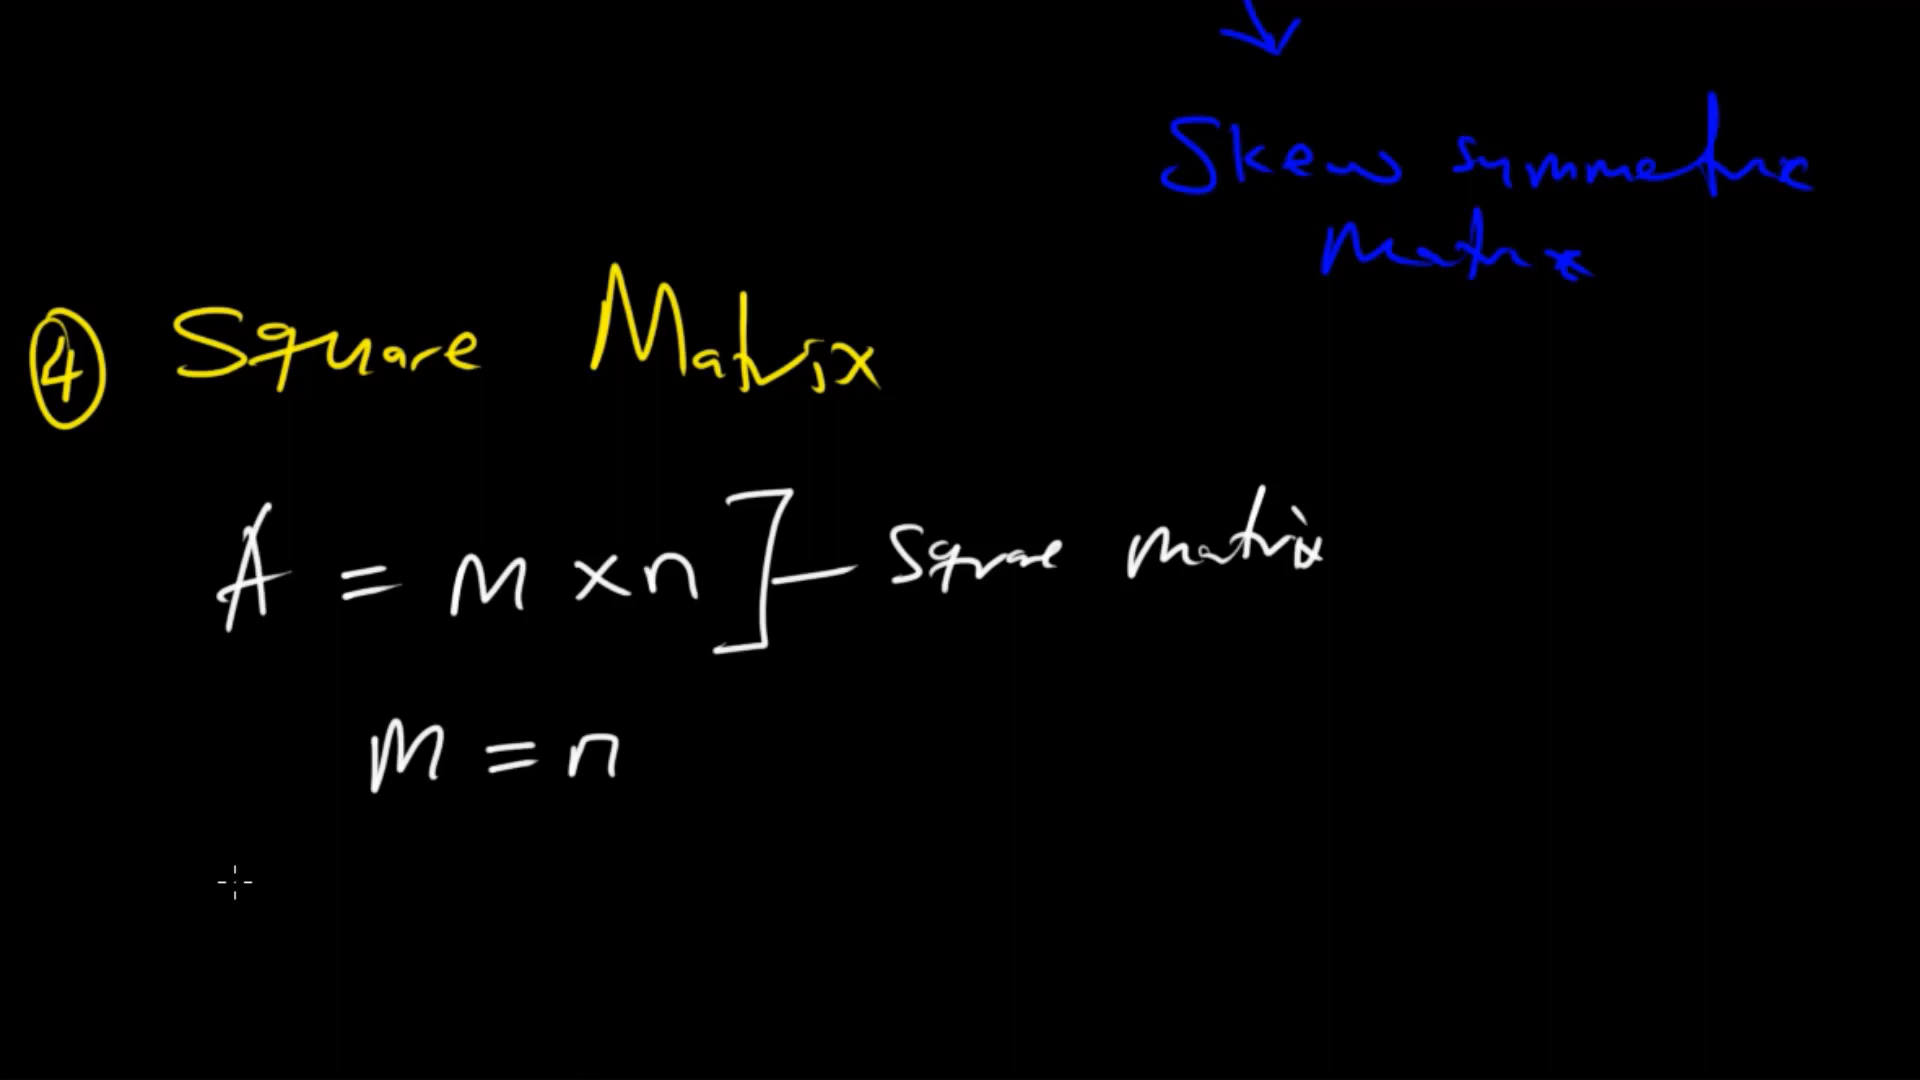 Skew symmetric
Matrix
④ Square Matrix
A = m × n ] — Square matrix
m = n